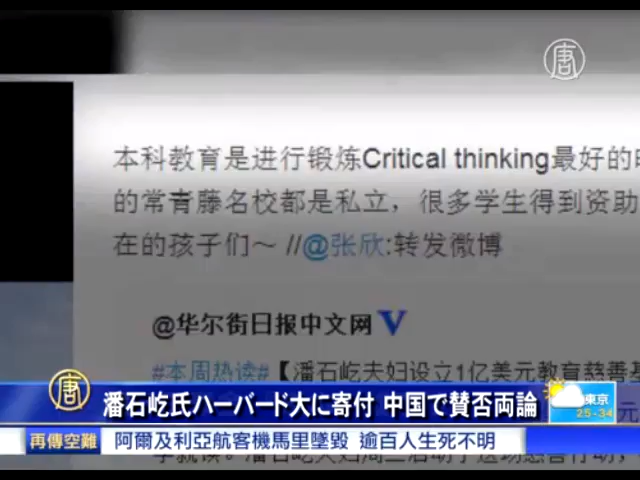 唐
本科教育是进行锻炼Critical thinking最好的
的常青藤名校都是私立，很多学生得到资助
在的孩子们～ //@张欣:转发微博
@华尔街日报中文网V
#本周热读#【潘石屹夫妇设立1亿美元教育慈善基
唐
潘石屹氏ハーバード大に寄付 中国で賛否両論
東京
25-34
元
再傳空難
阿爾及利亞航客機馬里墜毀 逾百人生死不明